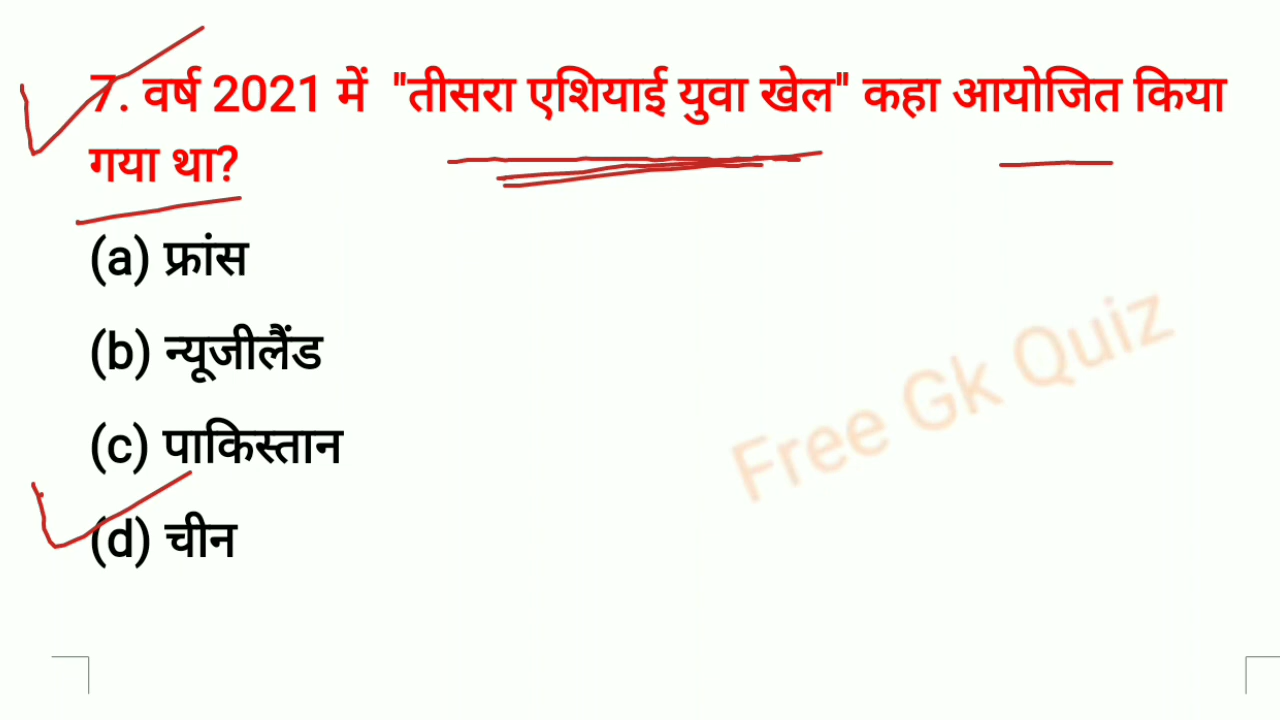 7. वर्ष 2021 में "तीसरा एशियाई युवा खेल" कहा आयोजित किया
गया था?
(a) फ्रांस
(b) न्यूजीलैंड
(c) पाकिस्तान
(d) चीन
Free Gk Quiz